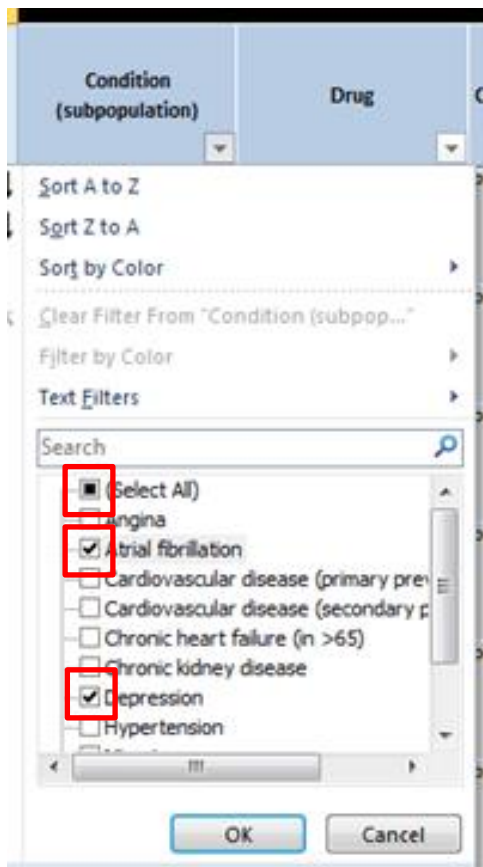 Condition
(subpopulation)
Drug
Sort A to Z
Sort Z to A
Sort by Color
Clear Filter From "Condition (subpop..."
Filter by Color
Text Filters
Search
(Select All)
Angina
Atrial fibrillation
Cardiovascular disease (primary prev
Cardiovascular disease (secondary p
Chronic heart failure (in >65)
Chronic kidney disease
Depression
Hypertension
OK
Cancel